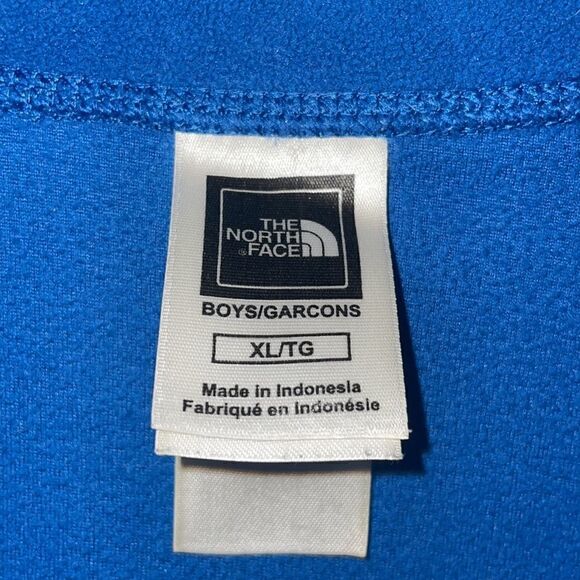 THE
NORTH
®FACE
BOYS/GARCONS
XL/TG
Made in Indonesia
Fabriqué en Indonésie